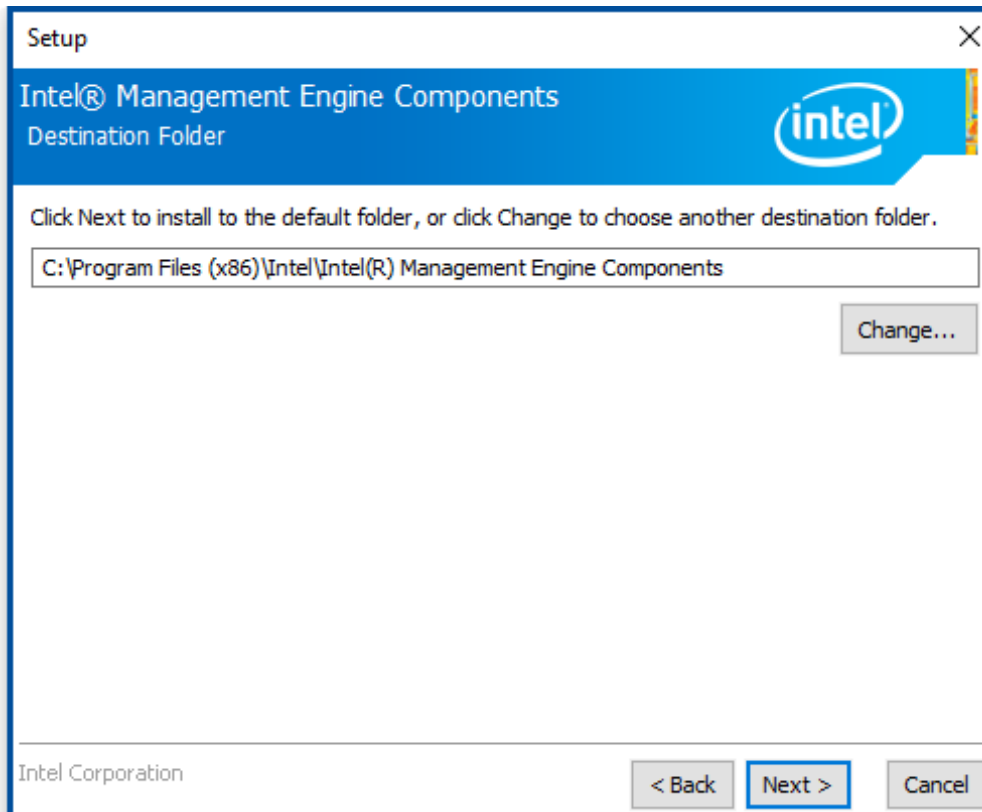 Setup
Intel® Management Engine Components
Destination Folder
intel
Click Next to install to the default folder, or click Change to choose another destination folder.
C:\Program Files (x86)\Intel\Intel(R) Management Engine Components
Change...
Intel Corporation
< Back
Next >
Cancel